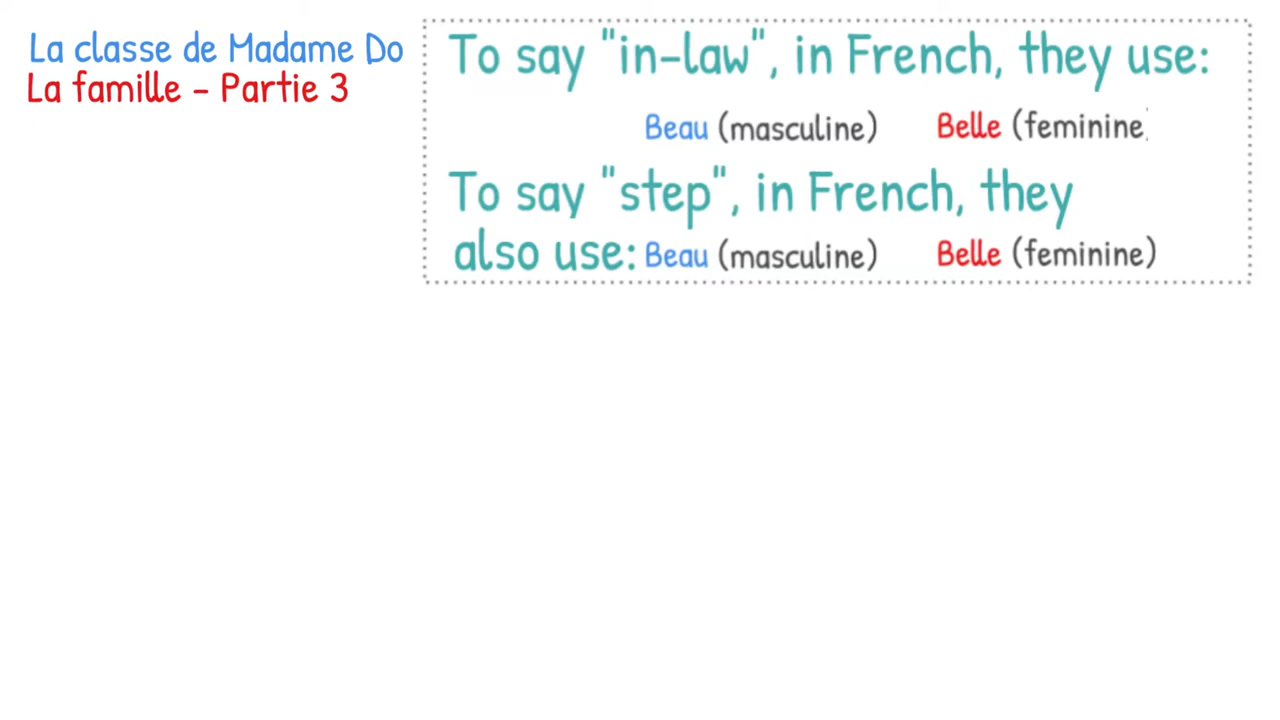 La classe de Madame Do
La famille - Partie 3
To say "in-law", in French, they use:
Beau (masculine) Belle (feminine)
To say "step", in French, they
also use: Beau (masculine) Belle (feminine)